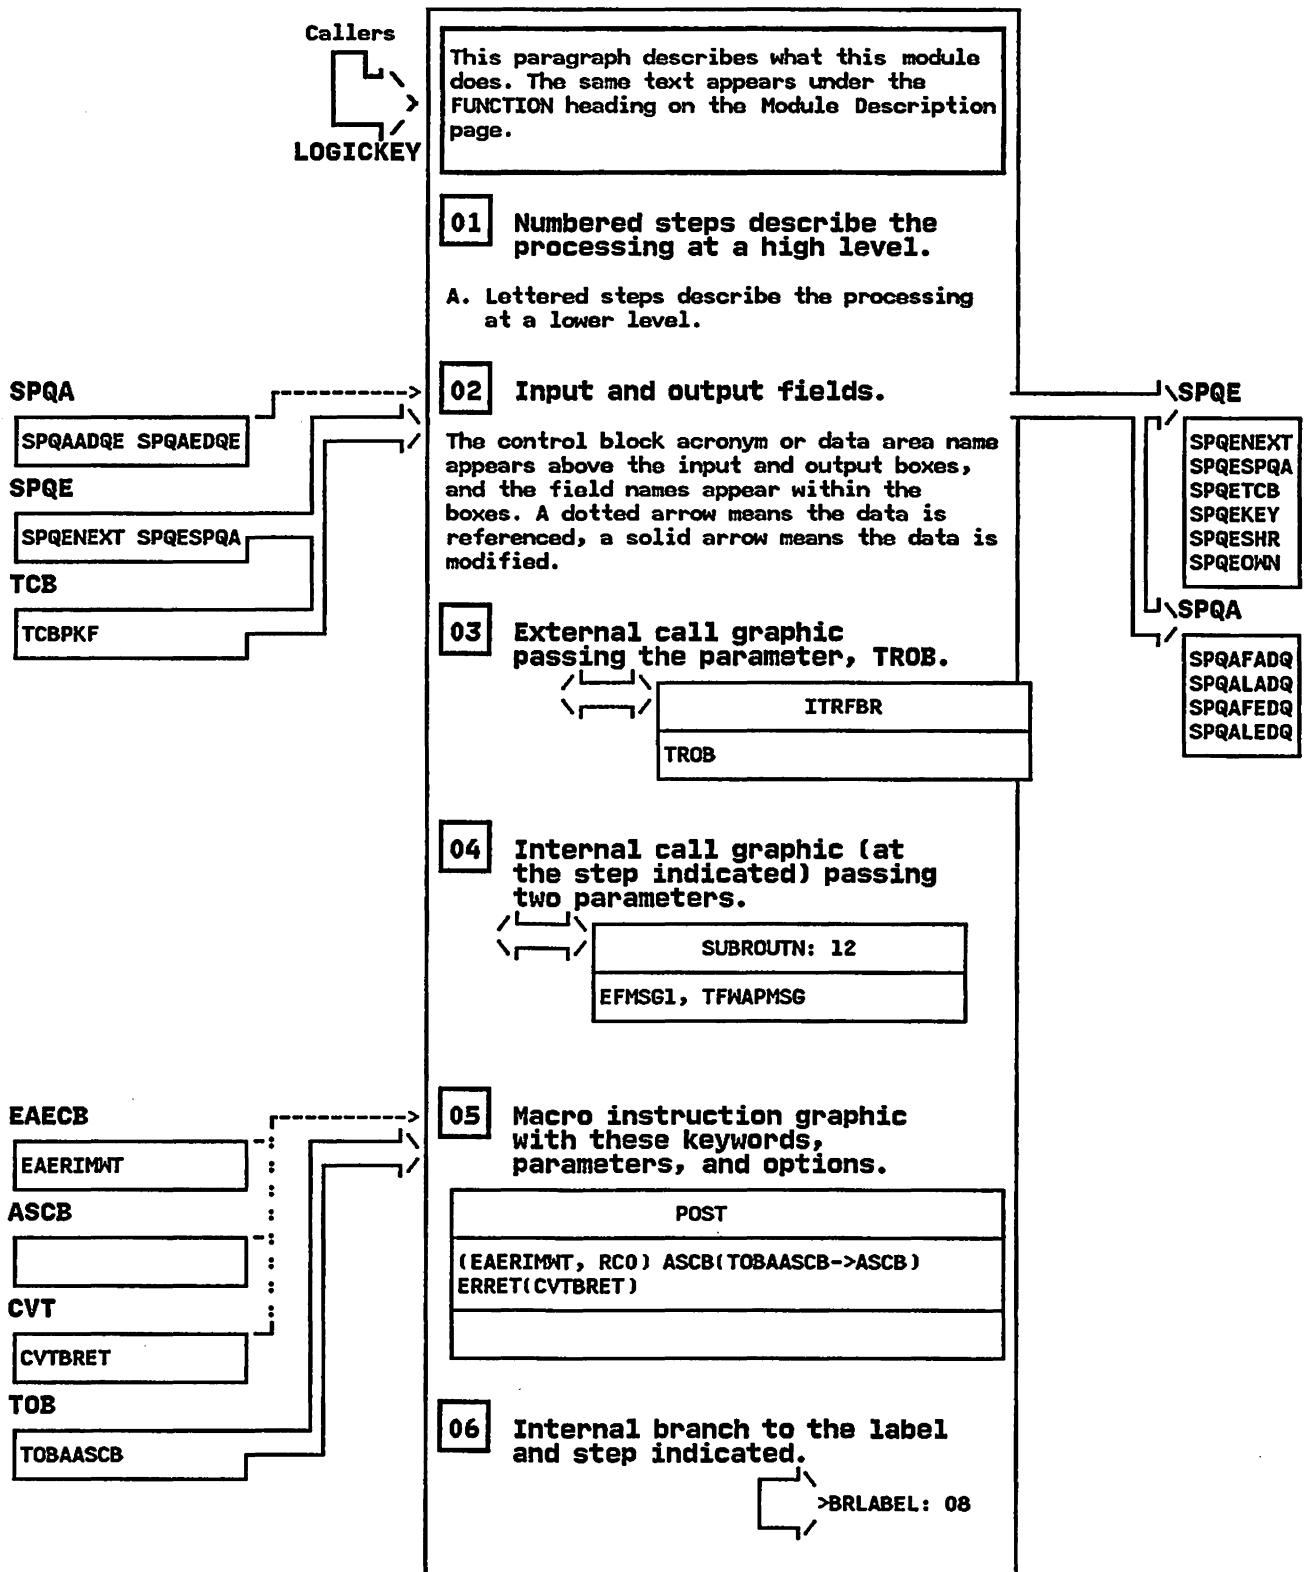 Callers
LOGICKEY
This paragraph describes what this module
does. The same text appears under the
FUNCTION heading on the Module Description
page.
01 Numbered steps describe the
processing at a high level.
A. Lettered steps describe the processing
at a lower level.
SPQA
SPQAADQE SPQAEDQE
SPQE
SPQENEXT SPQESPQA
TCB
TCBPKF
02 Input and output fields.
The control block acronym or data area name
appears above the input and output boxes,
and the field names appear within the
boxes. A dotted arrow means the data is
referenced, a solid arrow means the data is
modified.
SPQE
SPQENEXT
SPQESPQA
SPQETCB
SPQEKEY
SPQESHR
SPQEOWN
SPQA
SPQAFADQ
SPQALADQ
SPQAFEDQ
SPQALEDQ
03 External call graphic
passing the parameter, TROB.
ITRFBR
TROB
04 Internal call graphic (at
the step indicated) passing
two parameters.
SUBROUTN: 12
EFMSG1, TFWAPMSG
EAECB
EAERIMWT
ASCB
CVT
CVTBRET
TOB
TOBAASCB
05 Macro instruction graphic
with these keywords,
parameters, and options.
POST
(EAERIMWT, RCO) ASCB(TOBAASCB->ASCB)
ERRET(CVTBRET)
06 Internal branch to the label
and step indicated.
>BRLABEL: 08